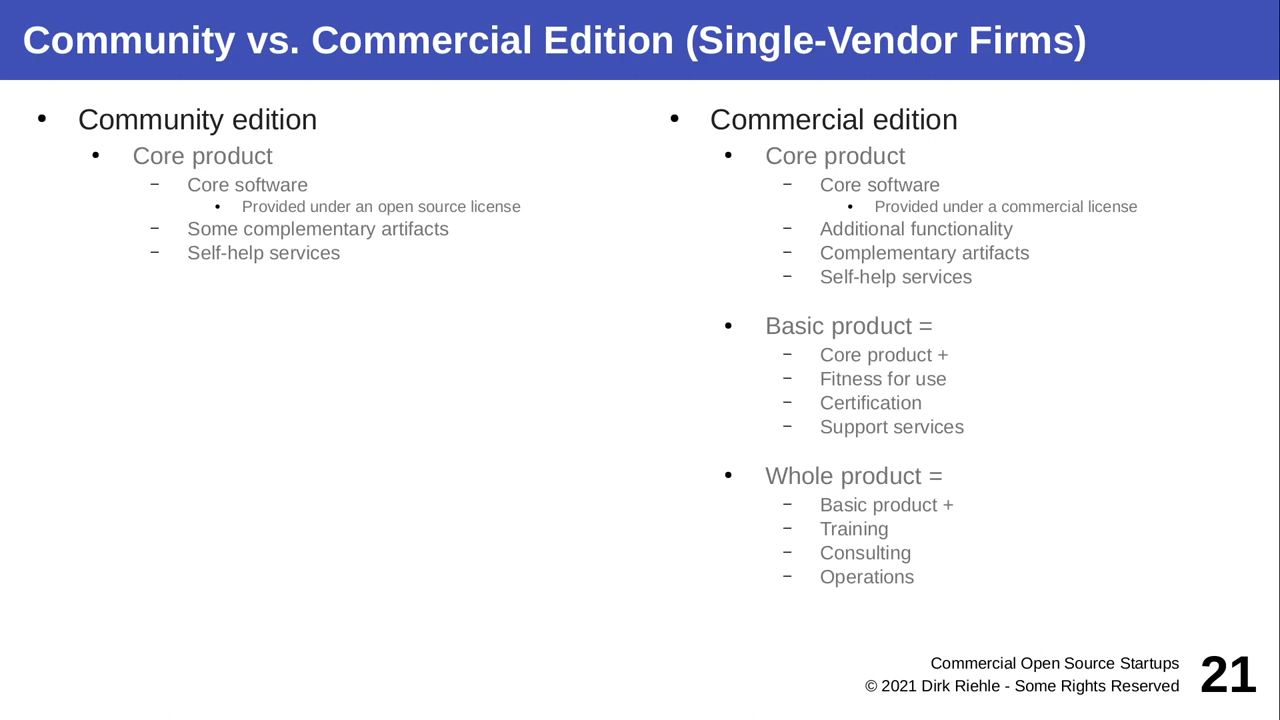 Community vs. Commercial Edition (Single-Vendor Firms)
• Community edition
• Core product
– Core software
• Provided under an open source license
– Some complementary artifacts
– Self-help services
• Commercial edition
• Core product
– Core software
• Provided under a commercial license
– Additional functionality
– Complementary artifacts
– Self-help services
• Basic product =
– Core product +
– Fitness for use
– Certification
– Support services
• Whole product =
– Basic product +
– Training
– Consulting
– Operations
Commercial Open Source Startups
© 2021 Dirk Riehle - Some Rights Reserved
21